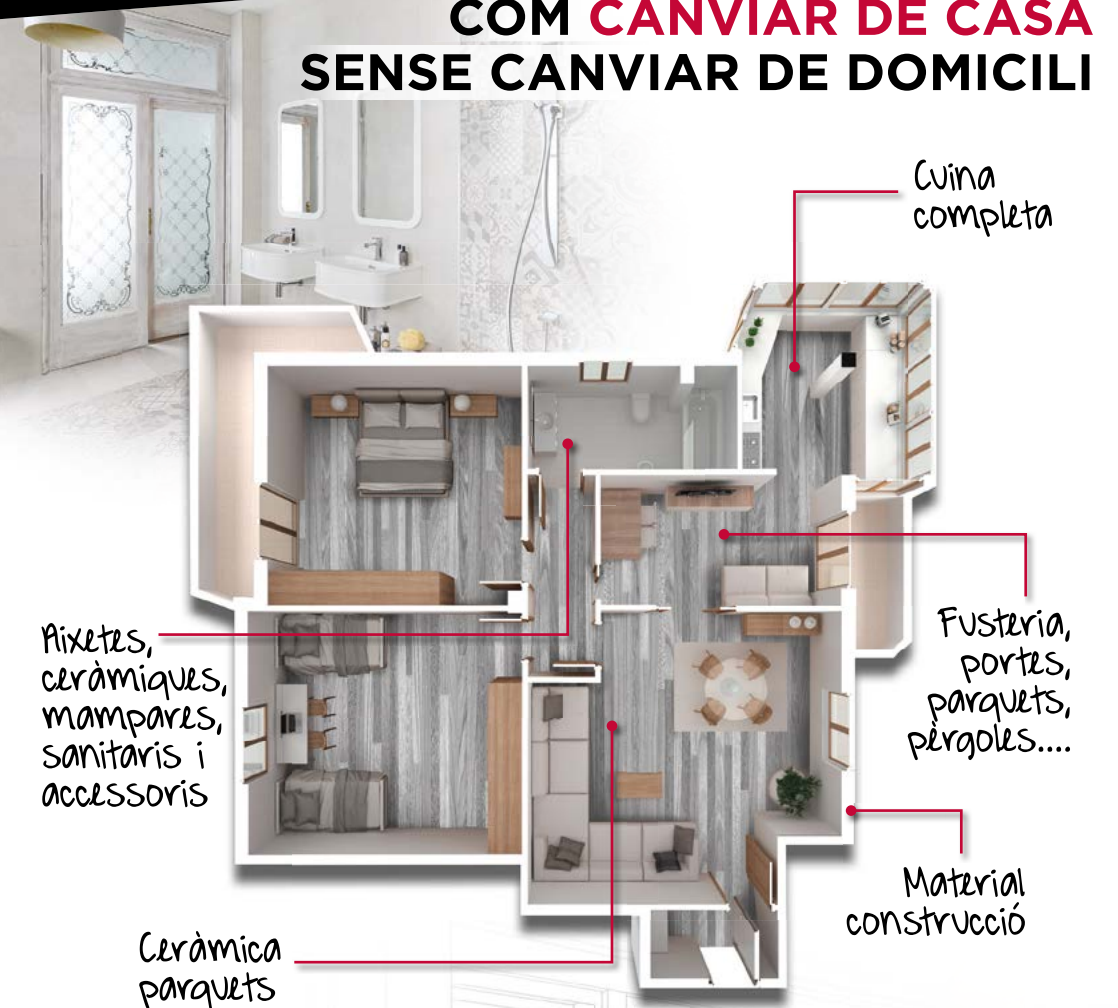 COM CANVIAR DE CASA
SENSE CANVIAR DE DOMICILI
Cuina
completa
Aixetes,
ceràmiques,
mampares,
sanitaris i
accessoris
Fusteria,
portes,
parquets,
pèrgoles....
Material
construcció
Ceràmica
parquets